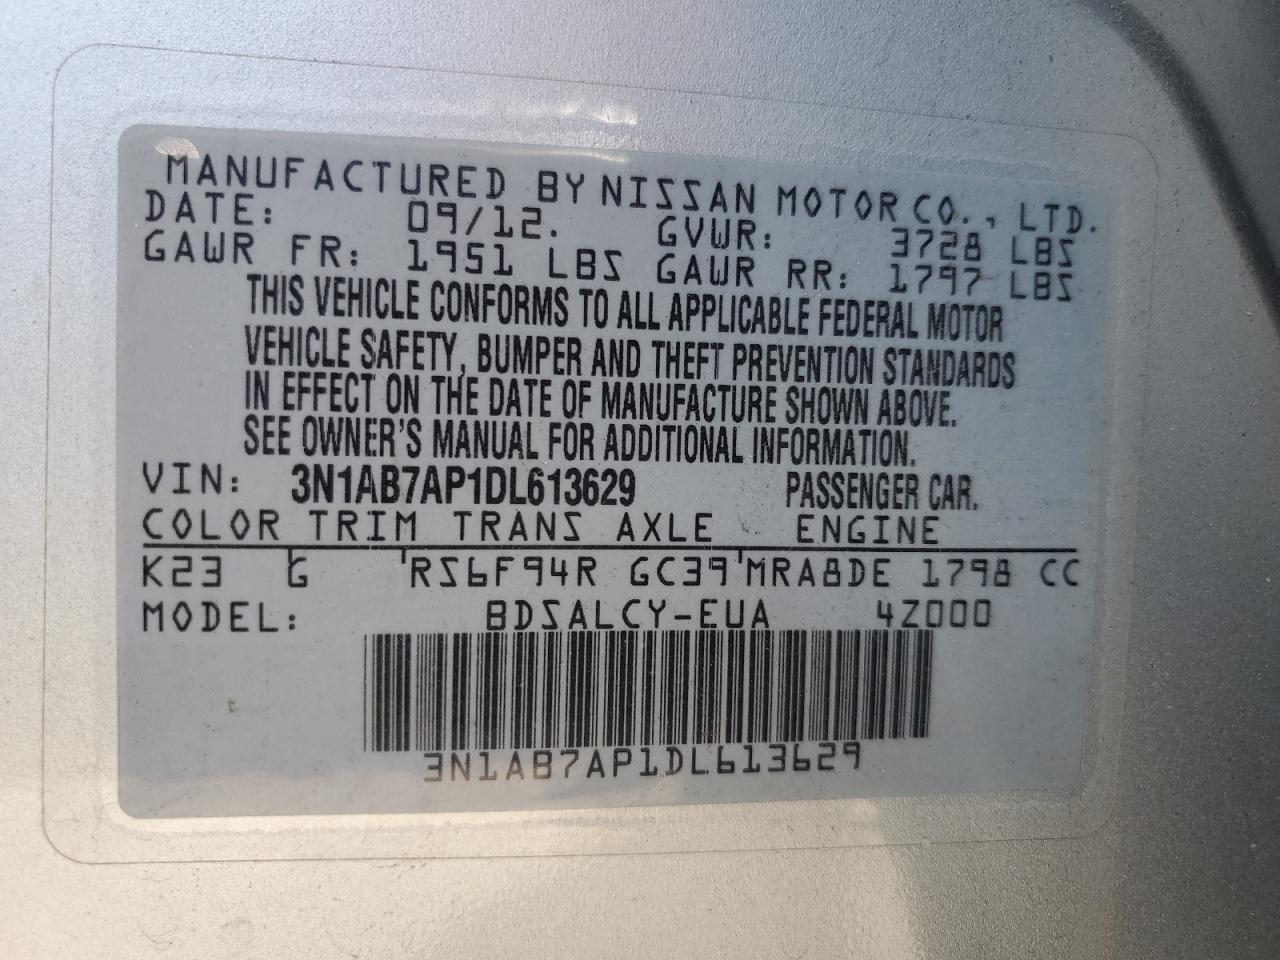 MANUFACTURED BY NISSAN MOTOR CO., LTD.
DATE: 09/12. GVWR: 3728 LBS
GAWR FR: 1951 LBS GAWR RR: 1797 LBS
THIS VEHICLE CONFORMS TO ALL APPLICABLE FEDERAL MOTOR
VEHICLE SAFETY, BUMPER AND THEFT PREVENTION STANDARDS
IN EFFECT ON THE DATE OF MANUFACTURE SHOWN ABOVE.
SEE OWNER'S MANUAL FOR ADDITIONAL INFORMATION.
VIN: 3N1AB7AP1DL613629 PASSENGER CAR.
COLOR TRIM TRANS AXLE ENGINE
K23 G RS6F94R GC39 MRA8DE 1798 CC
MODEL: BDSALCY-EUA 4Z000
3N1AB7AP1DL613629